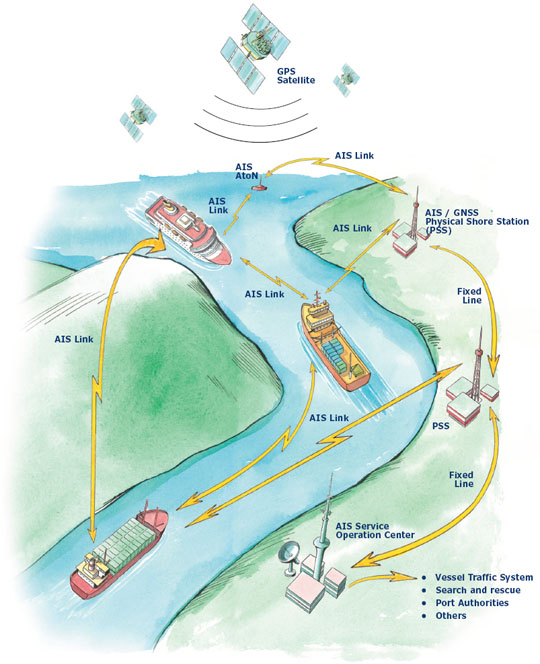 GPS
Satellite
AIS
AtoN
AIS Link
AIS
Link
AIS / GNSS
Physical Shore Station
(PSS)
AIS Link
AIS Link
Fixed
Line
AIS Link
AIS Link
PSS
Fixed
Line
AIS Service
Operation Center
• Vessel Traffic System
• Search and rescue
• Port Authorities
• Others